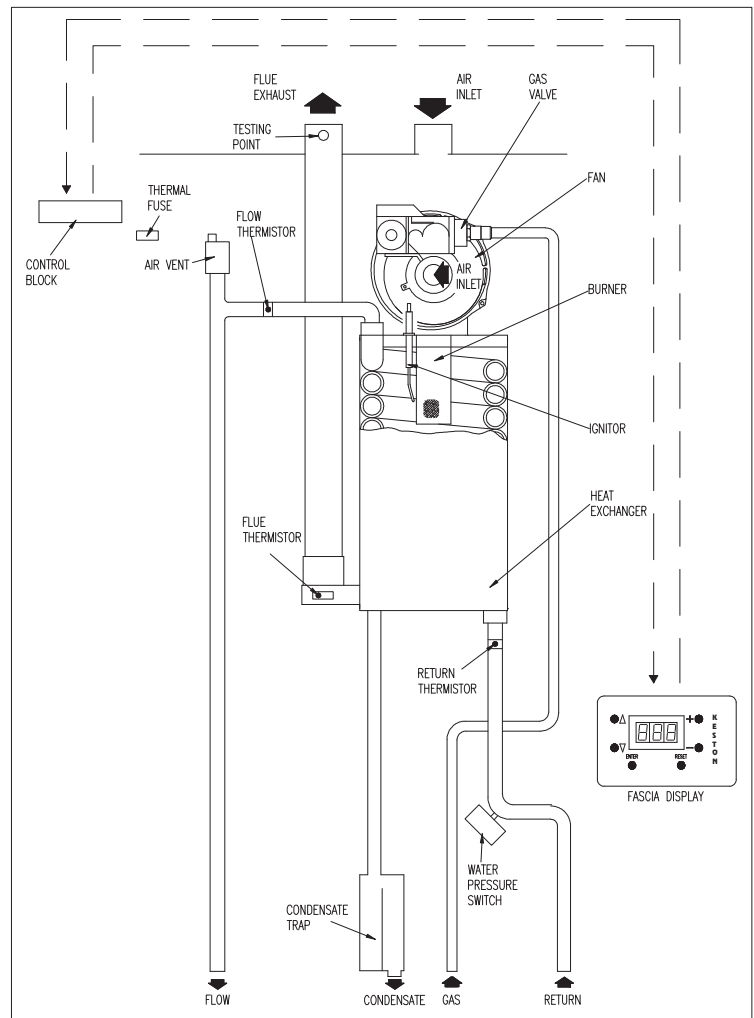 FLUE
EXHAUST
AIR
INLET
GAS
VALVE
TESTING
POINT
THERMAL
FUSE
FLOW
THERMISTOR
FAN
CONTROL
BLOCK
AIR VENT
AIR
INLET
BURNER
IGNITOR
HEAT
EXCHANGER
FLUE
THERMISTOR
RETURN
THERMISTOR
+
888
-
ENTER
RESET
KESTON
FASCIA DISPLAY
WATER
PRESSURE
SWITCH
CONDENSATE
TRAP
FLOW
CONDENSATE
GAS
RETURN